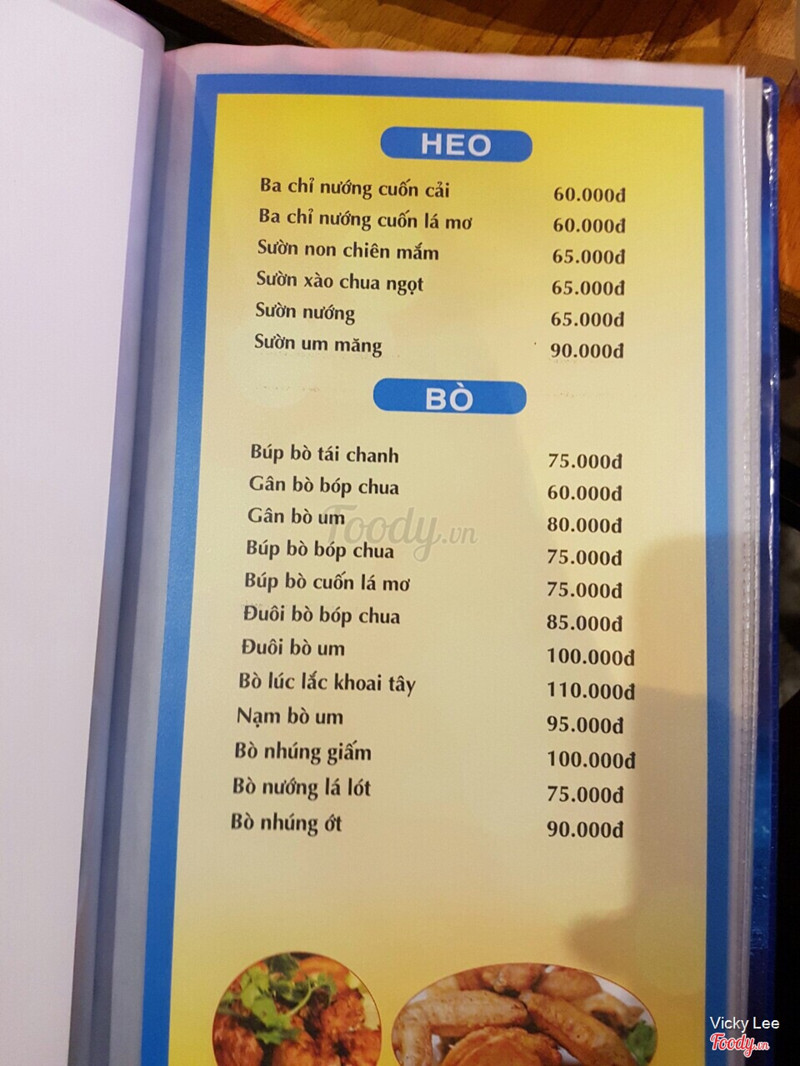 HEO
Ba chỉ nướng cuốn cải 60.000đ
Ba chỉ nướng cuốn lá mơ 60.000đ
Sườn non chiên mắm 65.000đ
Sườn xào chua ngọt 65.000đ
Sườn nướng 65.000đ
Sườn um măng 90.000đ
BÒ
Búp bò tái chanh 75.000đ
Gân bò bóp chua 60.000đ
Gân bò um 80.000đ
Foody.vn
Búp bò bóp chua 75.000đ
Búp bò cuốn lá mơ 75.000đ
Đuôi bò bóp chua 85.000đ
Đuôi bò um 100.000đ
Bò lúc lắc khoai tây 110.000đ
Nạm bò um 95.000đ
Bò nhúng giấm 100.000đ
Bò nướng lá lót 75.000đ
Bò nhúng ớt 90.000đ
Vicky Lee
Foody.vn